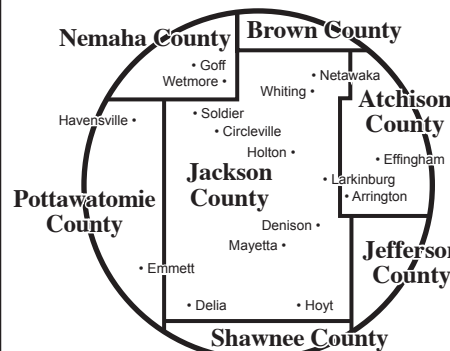 Nemaha County
Brown County
Goff
Wetmore
Netawaka
Whiting
Atchison
County
Havensville
Soldier
Circleville
Holton
Effingham
Jackson
County
Larkinburg
Arrington
Pottawatomie
County
Denison
Mayetta
Jefferson
County
Emmett
Delia
Hoyt
Shawnee County